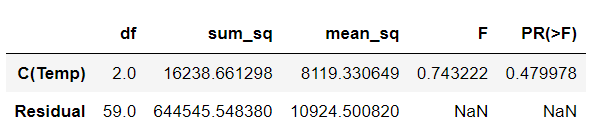 df sum_sq mean_sq F PR(>F)
C(Temp) 2.0 16238.661298 8119.330649 0.743222 0.479978
Residual 59.0 644545.548380 10924.500820 NaN NaN